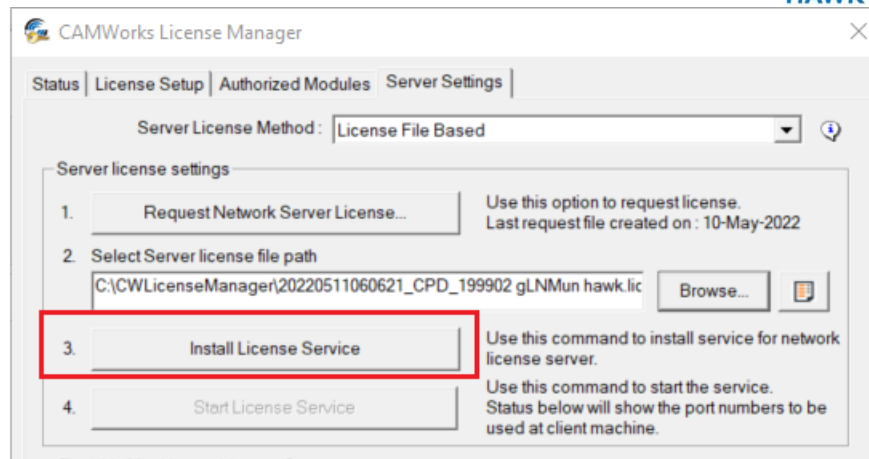 HAWK
CAMWorks License Manager
Status License Setup Authorized Modules Server Settings
Server License Method : License File Based
Server license settings
1. Request Network Server License...
Use this option to request license.
Last request file created on : 10-May-2022
2. Select Server license file path
C:\CWLicenseManager\20220511060621_CPD_199902 gLNMun hawk.lic
Browse...
3. Install License Service
Use this command to install service for network
license server.
4. Start License Service
Use this command to start the service.
Status below will show the port numbers to be
used at client machine.